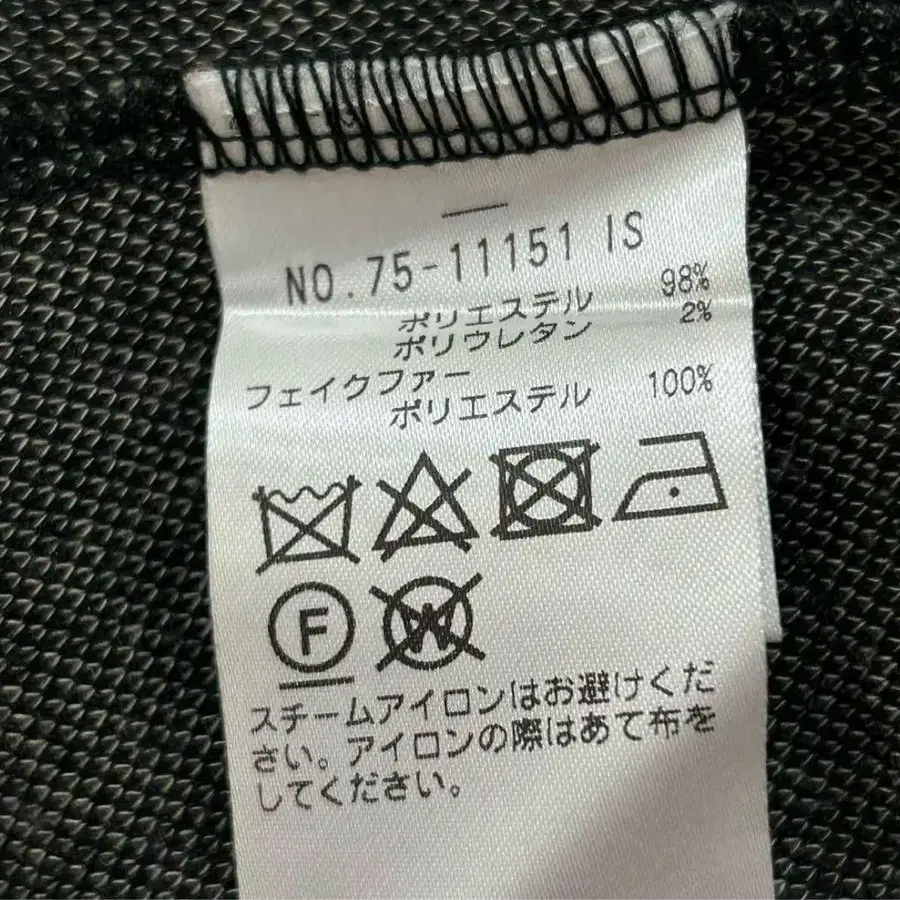 NO.75-11151 IS
ポリエステル 98%
ポリウレタン 2%
フェイクファー
ポリエステル 100%
F W
スチームアイロンはお避けくだ
さい。アイロンの際はあて布を
してください。